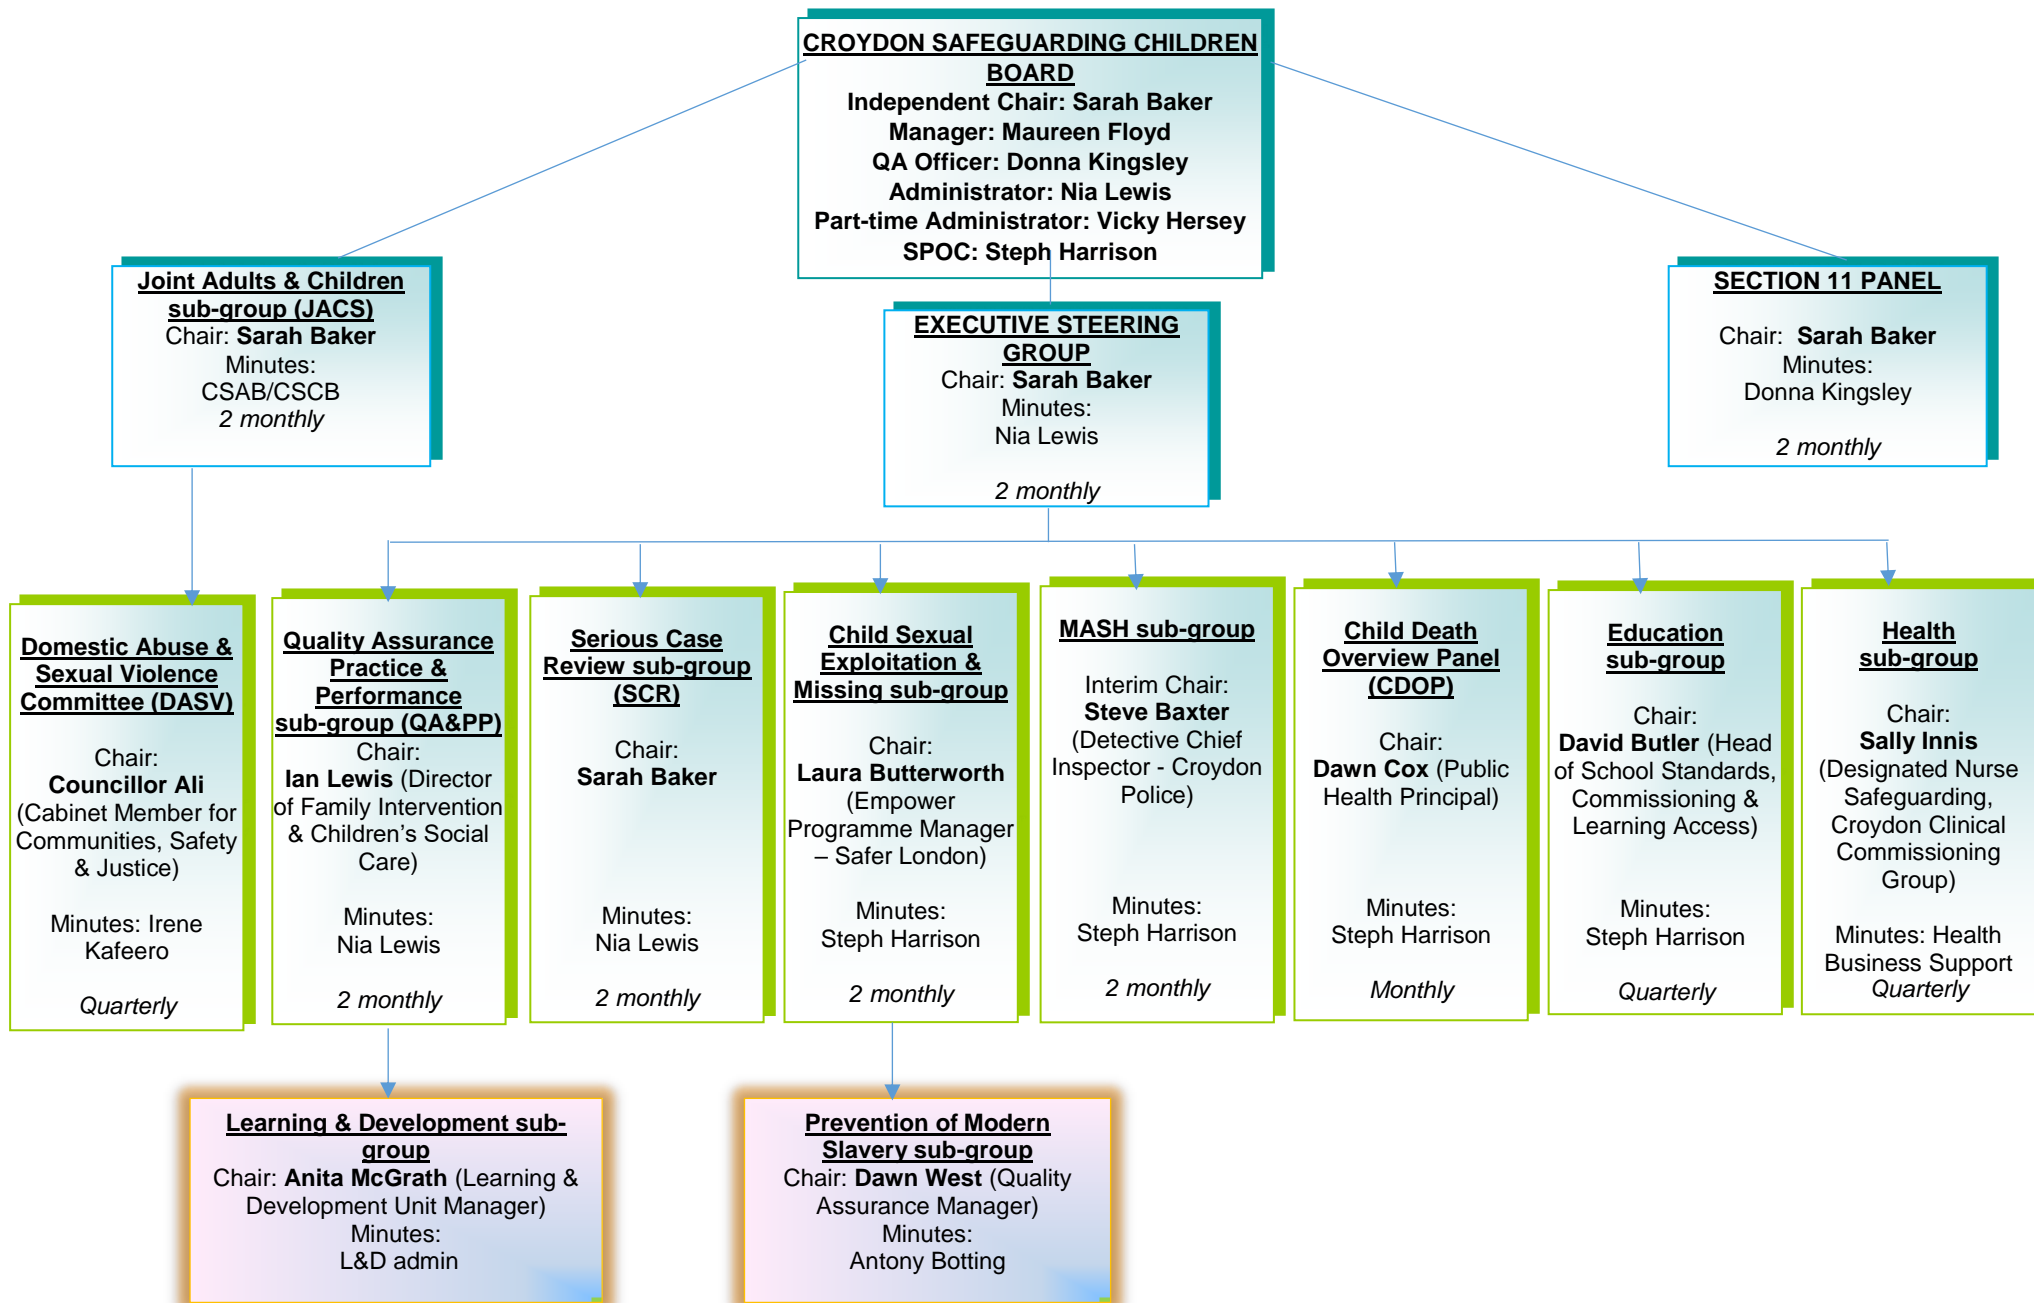 CROYDON SAFEGUARDING CHILDREN
BOARD
Independent Chair: Sarah Baker
Manager: Maureen Floyd
QA Officer: Donna Kingsley
Administrator: Nia Lewis
Part-time Administrator: Vicky Hersey
SPOC: Steph Harrison
Joint Adults & Children
sub-group (JACS)
Chair: Sarah Baker
Minutes:
CSAB/CSCB
2 monthly
EXECUTIVE STEERING
GROUP
Chair: Sarah Baker
Minutes:
Nia Lewis
2 monthly
SECTION 11 PANEL
Chair: Sarah Baker
Minutes:
Donna Kingsley
2 monthly
Domestic Abuse &
Sexual Violence
Committee (DASV)
Chair:
Councillor Ali
(Cabinet Member for
Communities, Safety
& Justice)
Minutes: Irene
Kafeero
Quarterly
Quality Assurance
Practice &
Performance
sub-group (QA&PP)
Chair:
Ian Lewis (Director
of Family Intervention
& Children's Social
Care)
Minutes:
Nia Lewis
2 monthly
Serious Case
Review sub-group
(SCR)
Chair:
Sarah Baker
Minutes:
Nia Lewis
2 monthly
Child Sexual
Exploitation &
Missing sub-group
Chair:
Laura Butterworth
(Empower
Programme Manager
– Safer London)
Minutes:
Steph Harrison
2 monthly
MASH sub-group
Interim Chair:
Steve Baxter
(Detective Chief
Inspector - Croydon
Police)
Minutes:
Steph Harrison
2 monthly
Child Death
Overview Panel
(CDOP)
Chair:
Dawn Cox (Public
Health Principal)
Minutes:
Steph Harrison
Monthly
Education
sub-group
Chair:
David Butler (Head
of School Standards,
Commissioning &
Learning Access)
Minutes:
Steph Harrison
Quarterly
Health
sub-group
Chair:
Sally Innis
(Designated Nurse
Safeguarding,
Croydon Clinical
Commissioning
Group)
Minutes: Health
Business Support
Quarterly
Learning & Development sub-
group
Chair: Anita McGrath (Learning &
Development Unit Manager)
Minutes:
L&D admin
Prevention of Modern
Slavery sub-group
Chair: Dawn West (Quality
Assurance Manager)
Minutes:
Antony Botting